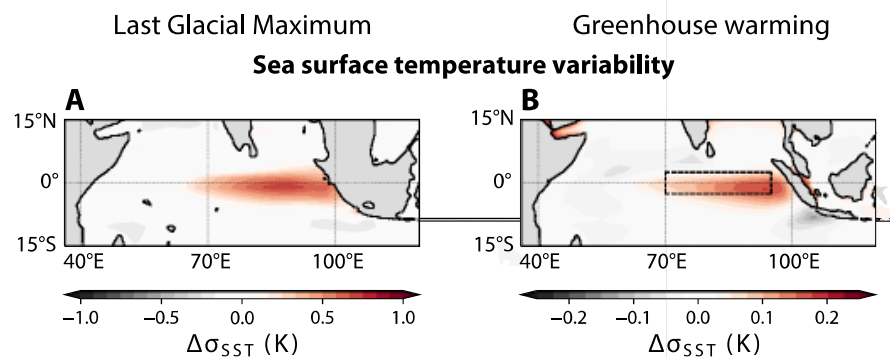 Last Glacial Maximum Greenhouse warming
Sea surface temperature variability
A B
15°N 15°N
0° 0°
15°S 15°S
40°E 70°E 100°E 40°E 70°E 100°E
−1.0 −0.5 0.0 0.5 1.0 −0.2 −0.1 0.0 0.1 0.2
ΔσSST (K) ΔσSST (K)